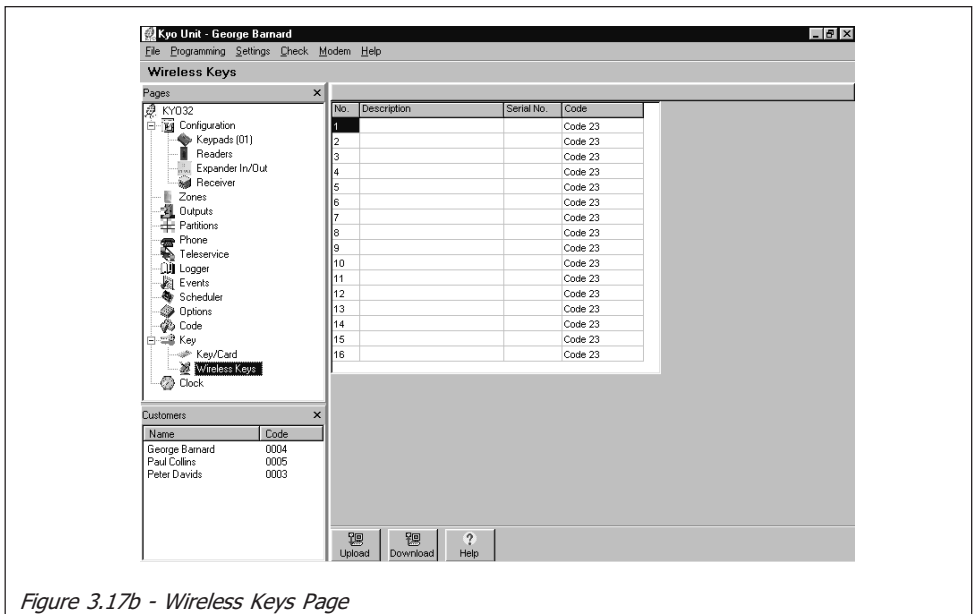 Kyo Unit - George Barnard
File Programming Settings Check Modem Help
Wireless Keys
Pages
KYO32
Configuration
Keypads (01)
Readers
Expander In/Out
Receiver
Zones
Outputs
Partitions
Phone
Teleservice
Logger
Events
Scheduler
Options
Code
Key
Key/Card
Wireless Keys
Clock
Customers
Name Code
George Barnard 0004
Paul Collins 0005
Peter Davids 0003
No. Description Serial No. Code
1 Code 23
2 Code 23
3 Code 23
4 Code 23
5 Code 23
6 Code 23
7 Code 23
8 Code 23
9 Code 23
10 Code 23
11 Code 23
12 Code 23
13 Code 23
14 Code 23
15 Code 23
16 Code 23
Upload Download Help
Figure 3.17b - Wireless Keys Page